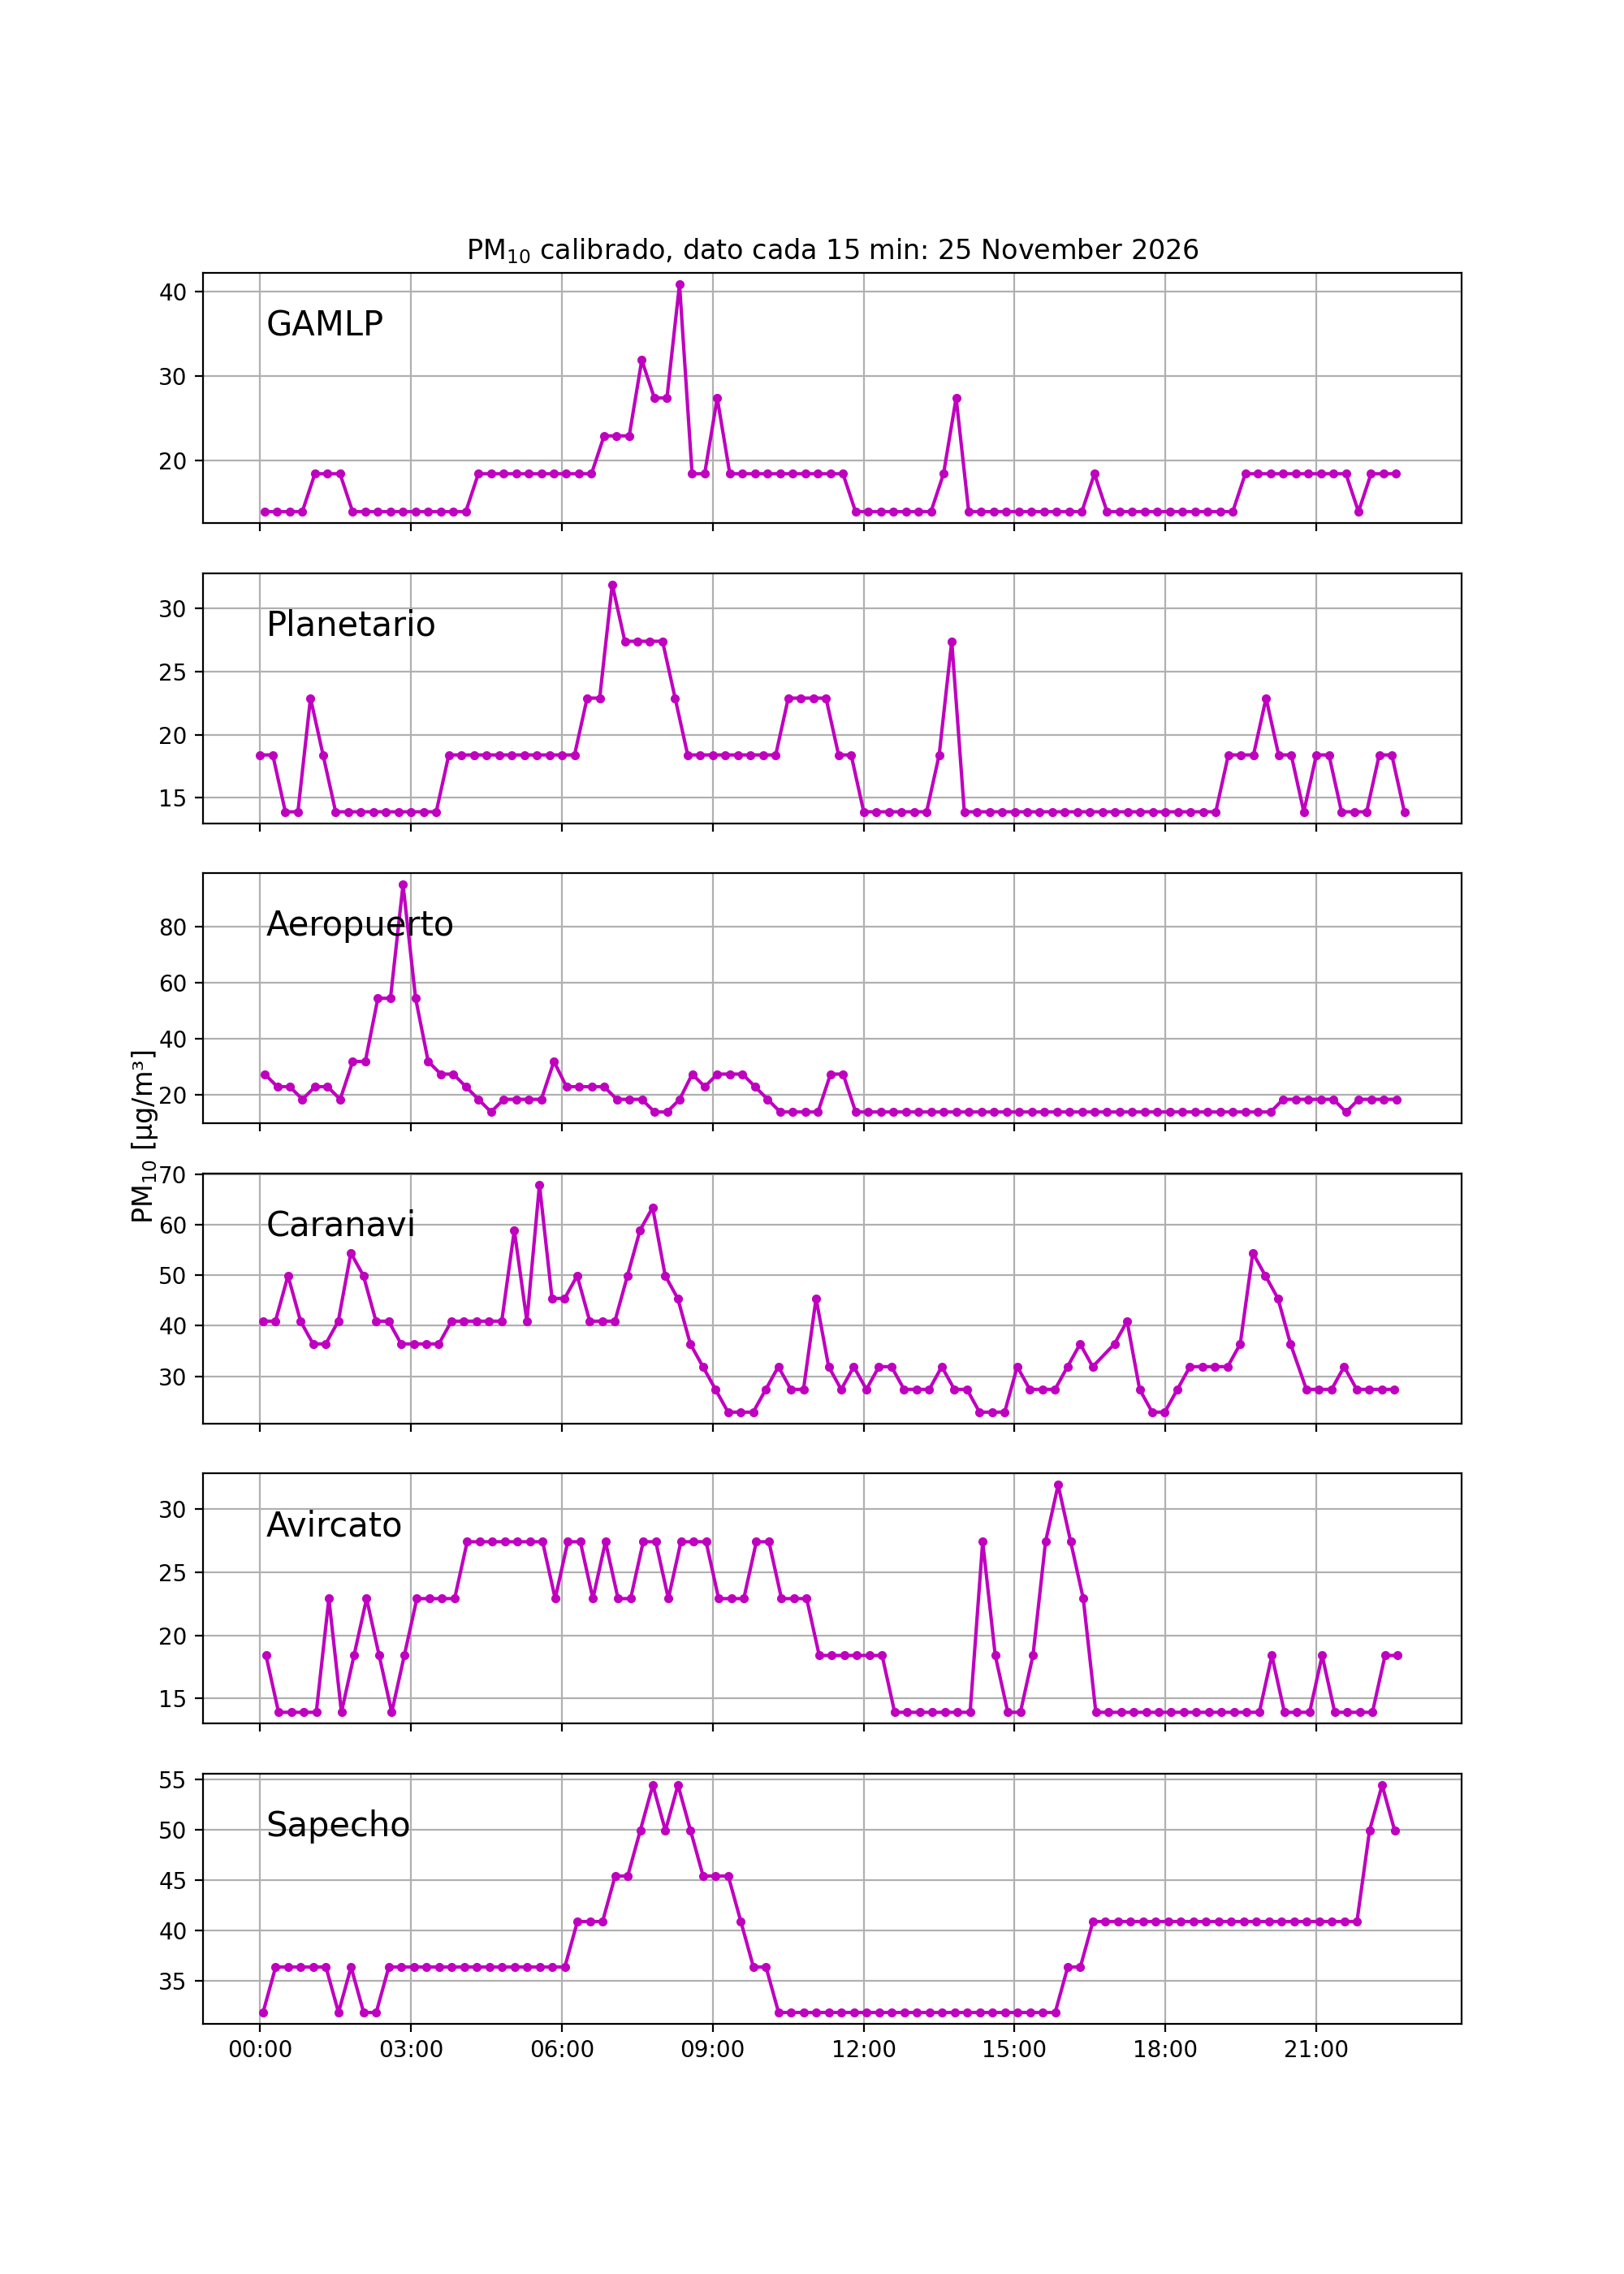 PM₁₀ calibrado, dato cada 15 min: 25 November 2026
40
30
20
GAMLP
30
25
20
15
Planetario
80
60
40
20
Aeropuerto
PM₁₀ [µg/m³]
70
60
50
40
30
Caranavi
30
25
20
15
Avircato
55
50
45
40
35
Sapecho
00:00 03:00 06:00 09:00 12:00 15:00 18:00 21:00